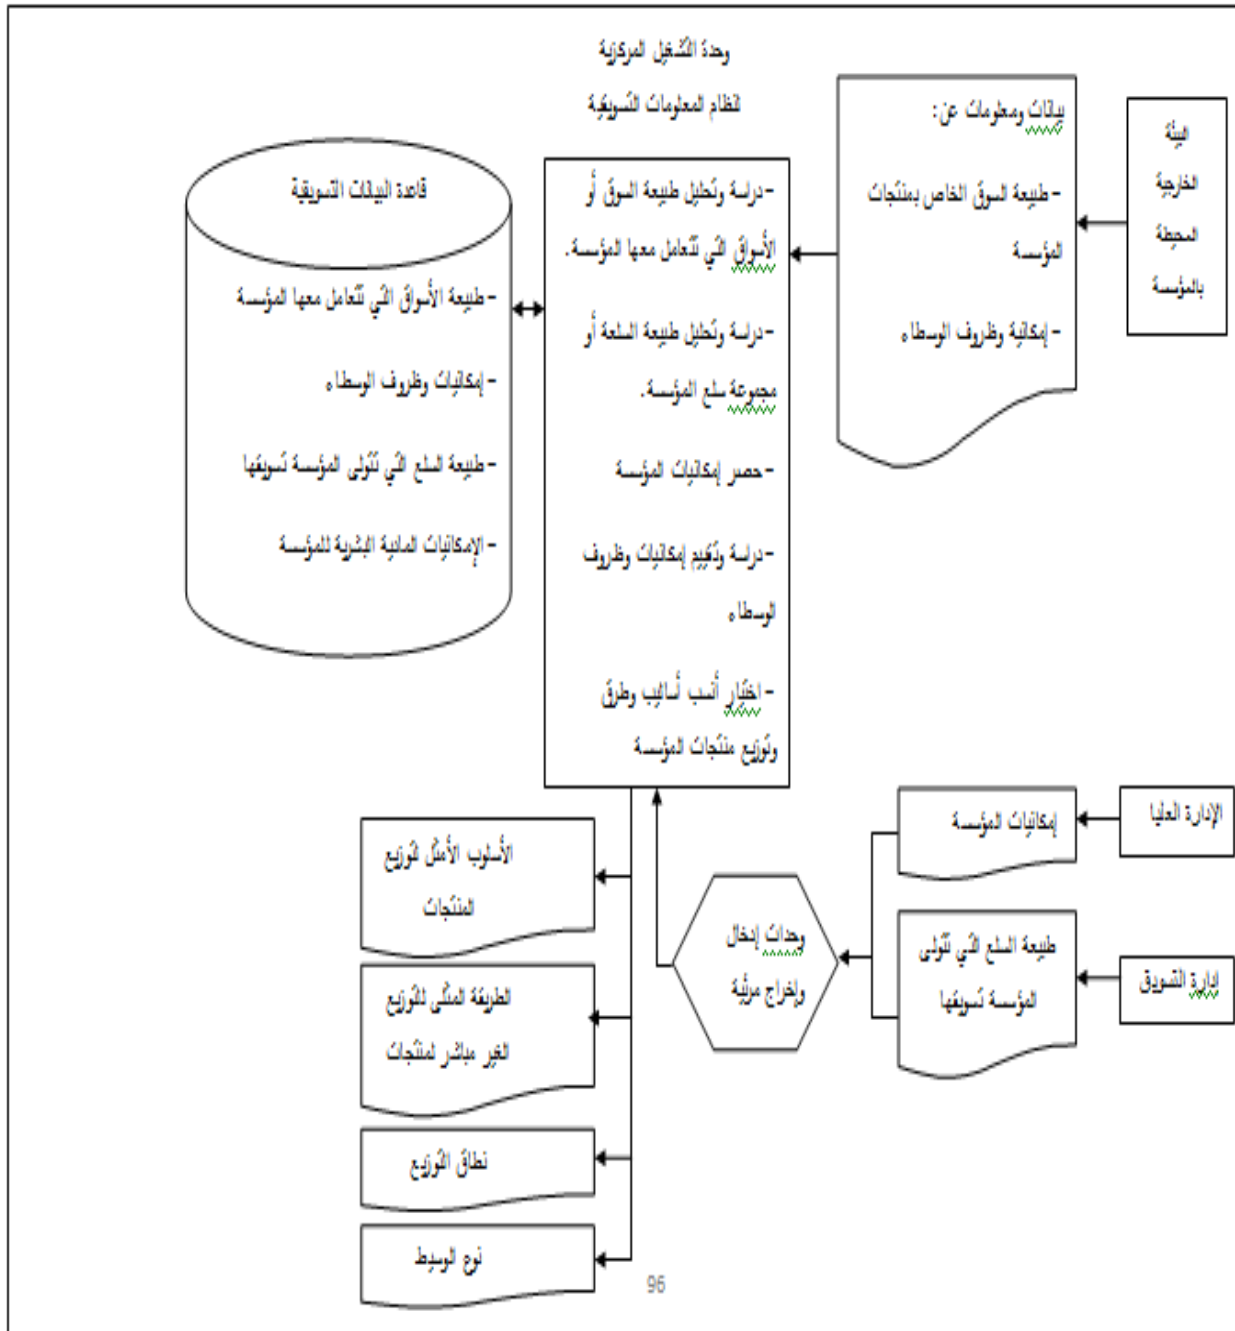 وحدة التشغيل المركزية
لنظام المعلومات التسويقية
البيئة
الخارجية
المحيطة
بالمؤسسة
بيانات ومعلومات عن:
- طبيعة السوق الخاص بمنتجات
المؤسسة
- إمكانية وظروف الوسطاء
- دراسة وتحليل طبيعة السوق أو
الأسواق التي تتعامل معها المؤسسة.
- دراسة وتحليل طبيعة السلعة أو
مجموعة سلع المؤسسة.
- حصر إمكانيات المؤسسة
- دراسة وتقييم إمكانيات وظروف
الوسطاء
- اختيار أنسب أساليب وطرق
وتوزيع منتجات المؤسسة
قاعدة البيانات التسويقية
- طبيعة الأسواق التي تتعامل معها المؤسسة
- إمكانيات وظروف الوسطاء
- طبيعة السلع التي تتولى المؤسسة تسويقها
- الإمكانيات المادية البشرية للمؤسسة
الإدارة العليا
إمكانيات المؤسسة
إدارة التسويق
طبيعة السلع التي تتولى
المؤسسة تسويقها
وحدات إدخال
وإخراج مرئية
الأسلوب الأمثل لتوزيع
المنتجات
الطريقة المثلى للتوزيع
الغير مباشر لمنتجات
نطاق التوزيع
نوع الوسيط
96